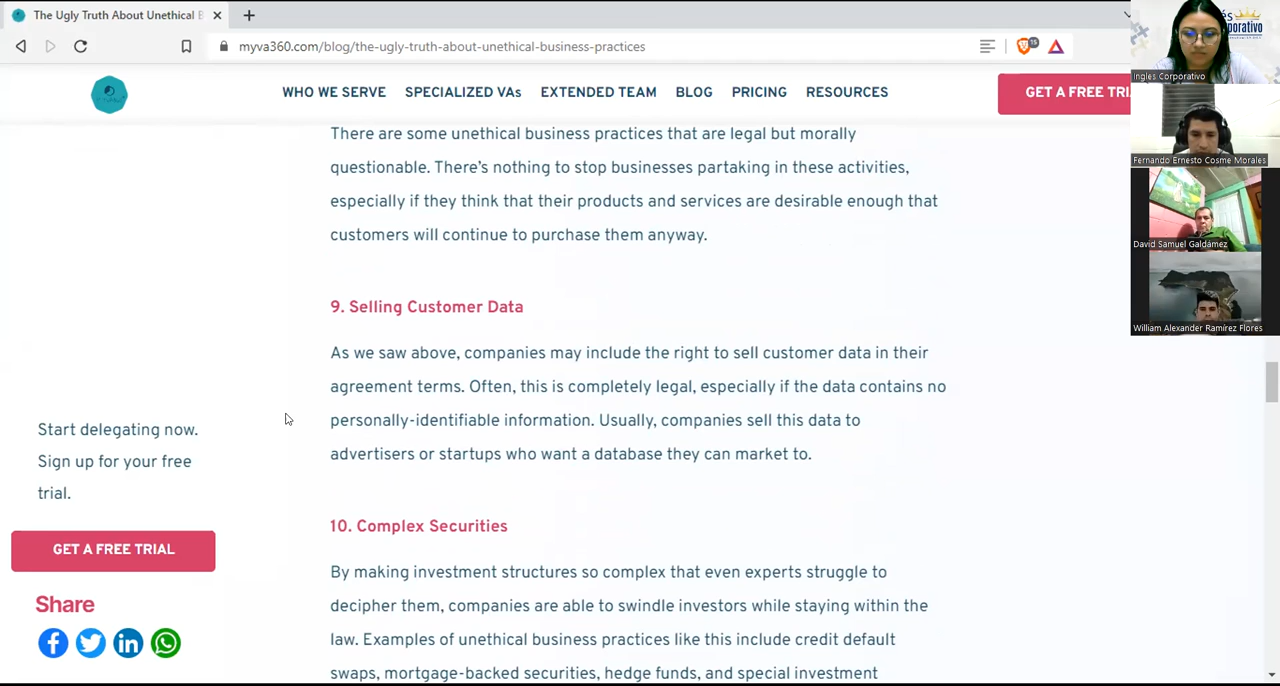 The Ugly Truth About Unethical B
myva360.com/blog/the-ugly-truth-about-unethical-business-practices
15
WHO WE SERVE SPECIALIZED VAs EXTENDED TEAM BLOG PRICING RESOURCES
GET A FREE TRI
There are some unethical business practices that are legal but morally
questionable. There's nothing to stop businesses partaking in these activities,
especially if they think that their products and services are desirable enough that
customers will continue to purchase them anyway.
9. Selling Customer Data
As we saw above, companies may include the right to sell customer data in their
agreement terms. Often, this is completely legal, especially if the data contains no
personally-identifiable information. Usually, companies sell this data to
advertisers or startups who want a database they can market to.
10. Complex Securities
By making investment structures so complex that even experts struggle to
decipher them, companies are able to swindle investors while staying within the
law. Examples of unethical business practices like this include credit default
swaps, mortgage-backed securities, hedge funds, and special investment
Start delegating now.
Sign up for your free
trial.
GET A FREE TRIAL
Share
és
porativo
Ingles Corporativo
Fernando Ernesto Cosme Morales
David Samuel Galdámez
William Alexander Ramírez Flores